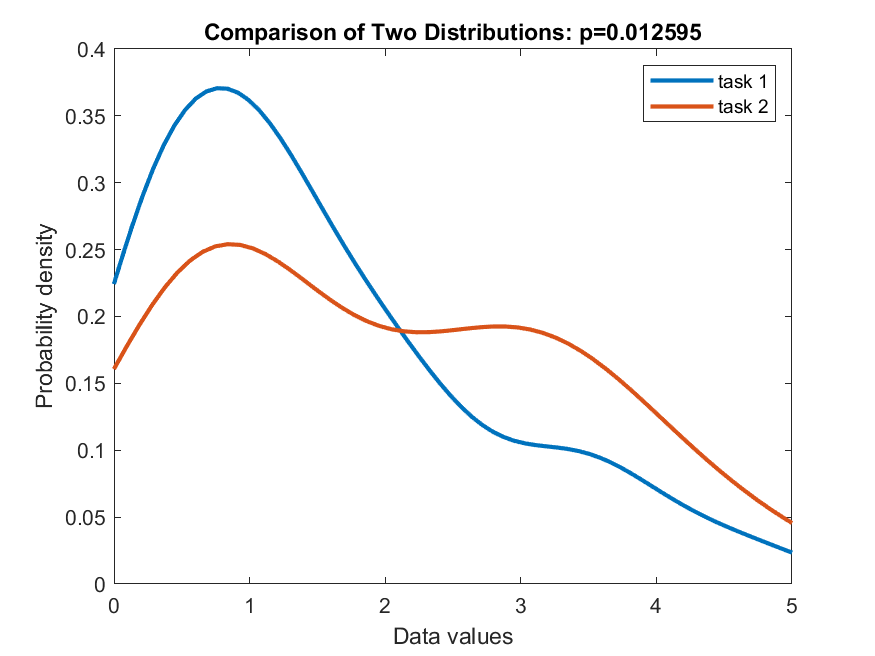 Comparison of Two Distributions: p=0.012595
0.4
0.35
0.3
0.25
0.2
0.15
0.1
0.05
0
Probability density
task 1
task 2
0 1 2 3 4 5
Data values